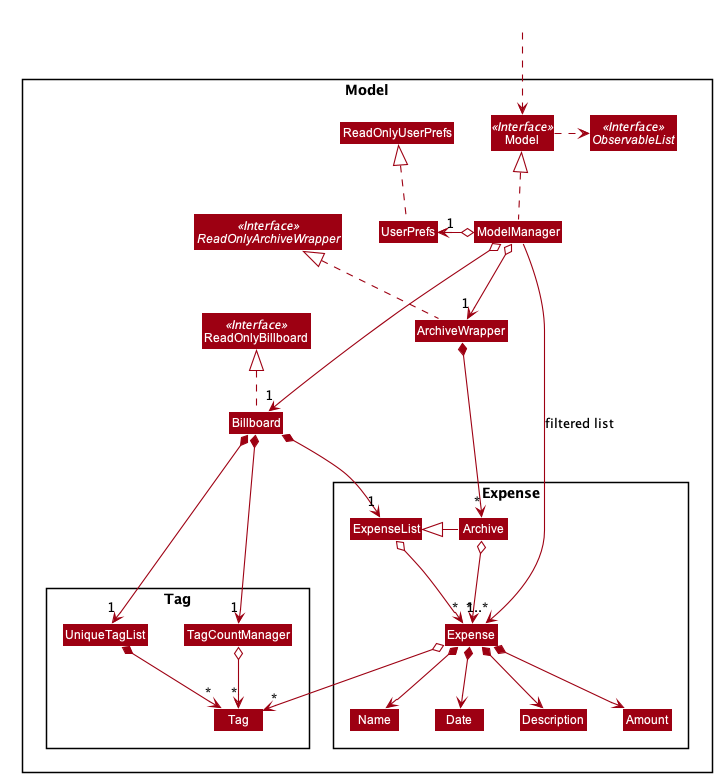 Model
«Interface»
Model
«Interface»
ObservableList
ReadOnlyUserPrefs
UserPrefs
1
ModelManager
«Interface»
ReadOnlyArchiveWrapper
1
ArchiveWrapper
«Interface»
ReadOnlyBillboard
1
Billboard
filtered list
Expense
1
*
ExpenseList
Archive
Tag
1
1
*
1..*
UniqueTagList
TagCountManager
Expense
*
*
*
Tag
Name
Date
Description
Amount